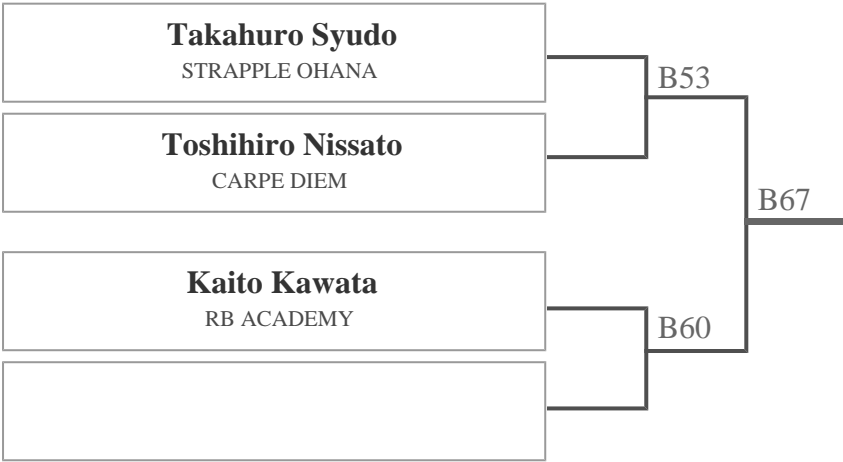 Takahuro Syudo
STRAPPLE OHANA
B53
Toshihiro Nissato
CARPE DIEM
B67
Kaito Kawata
RB ACADEMY
B60